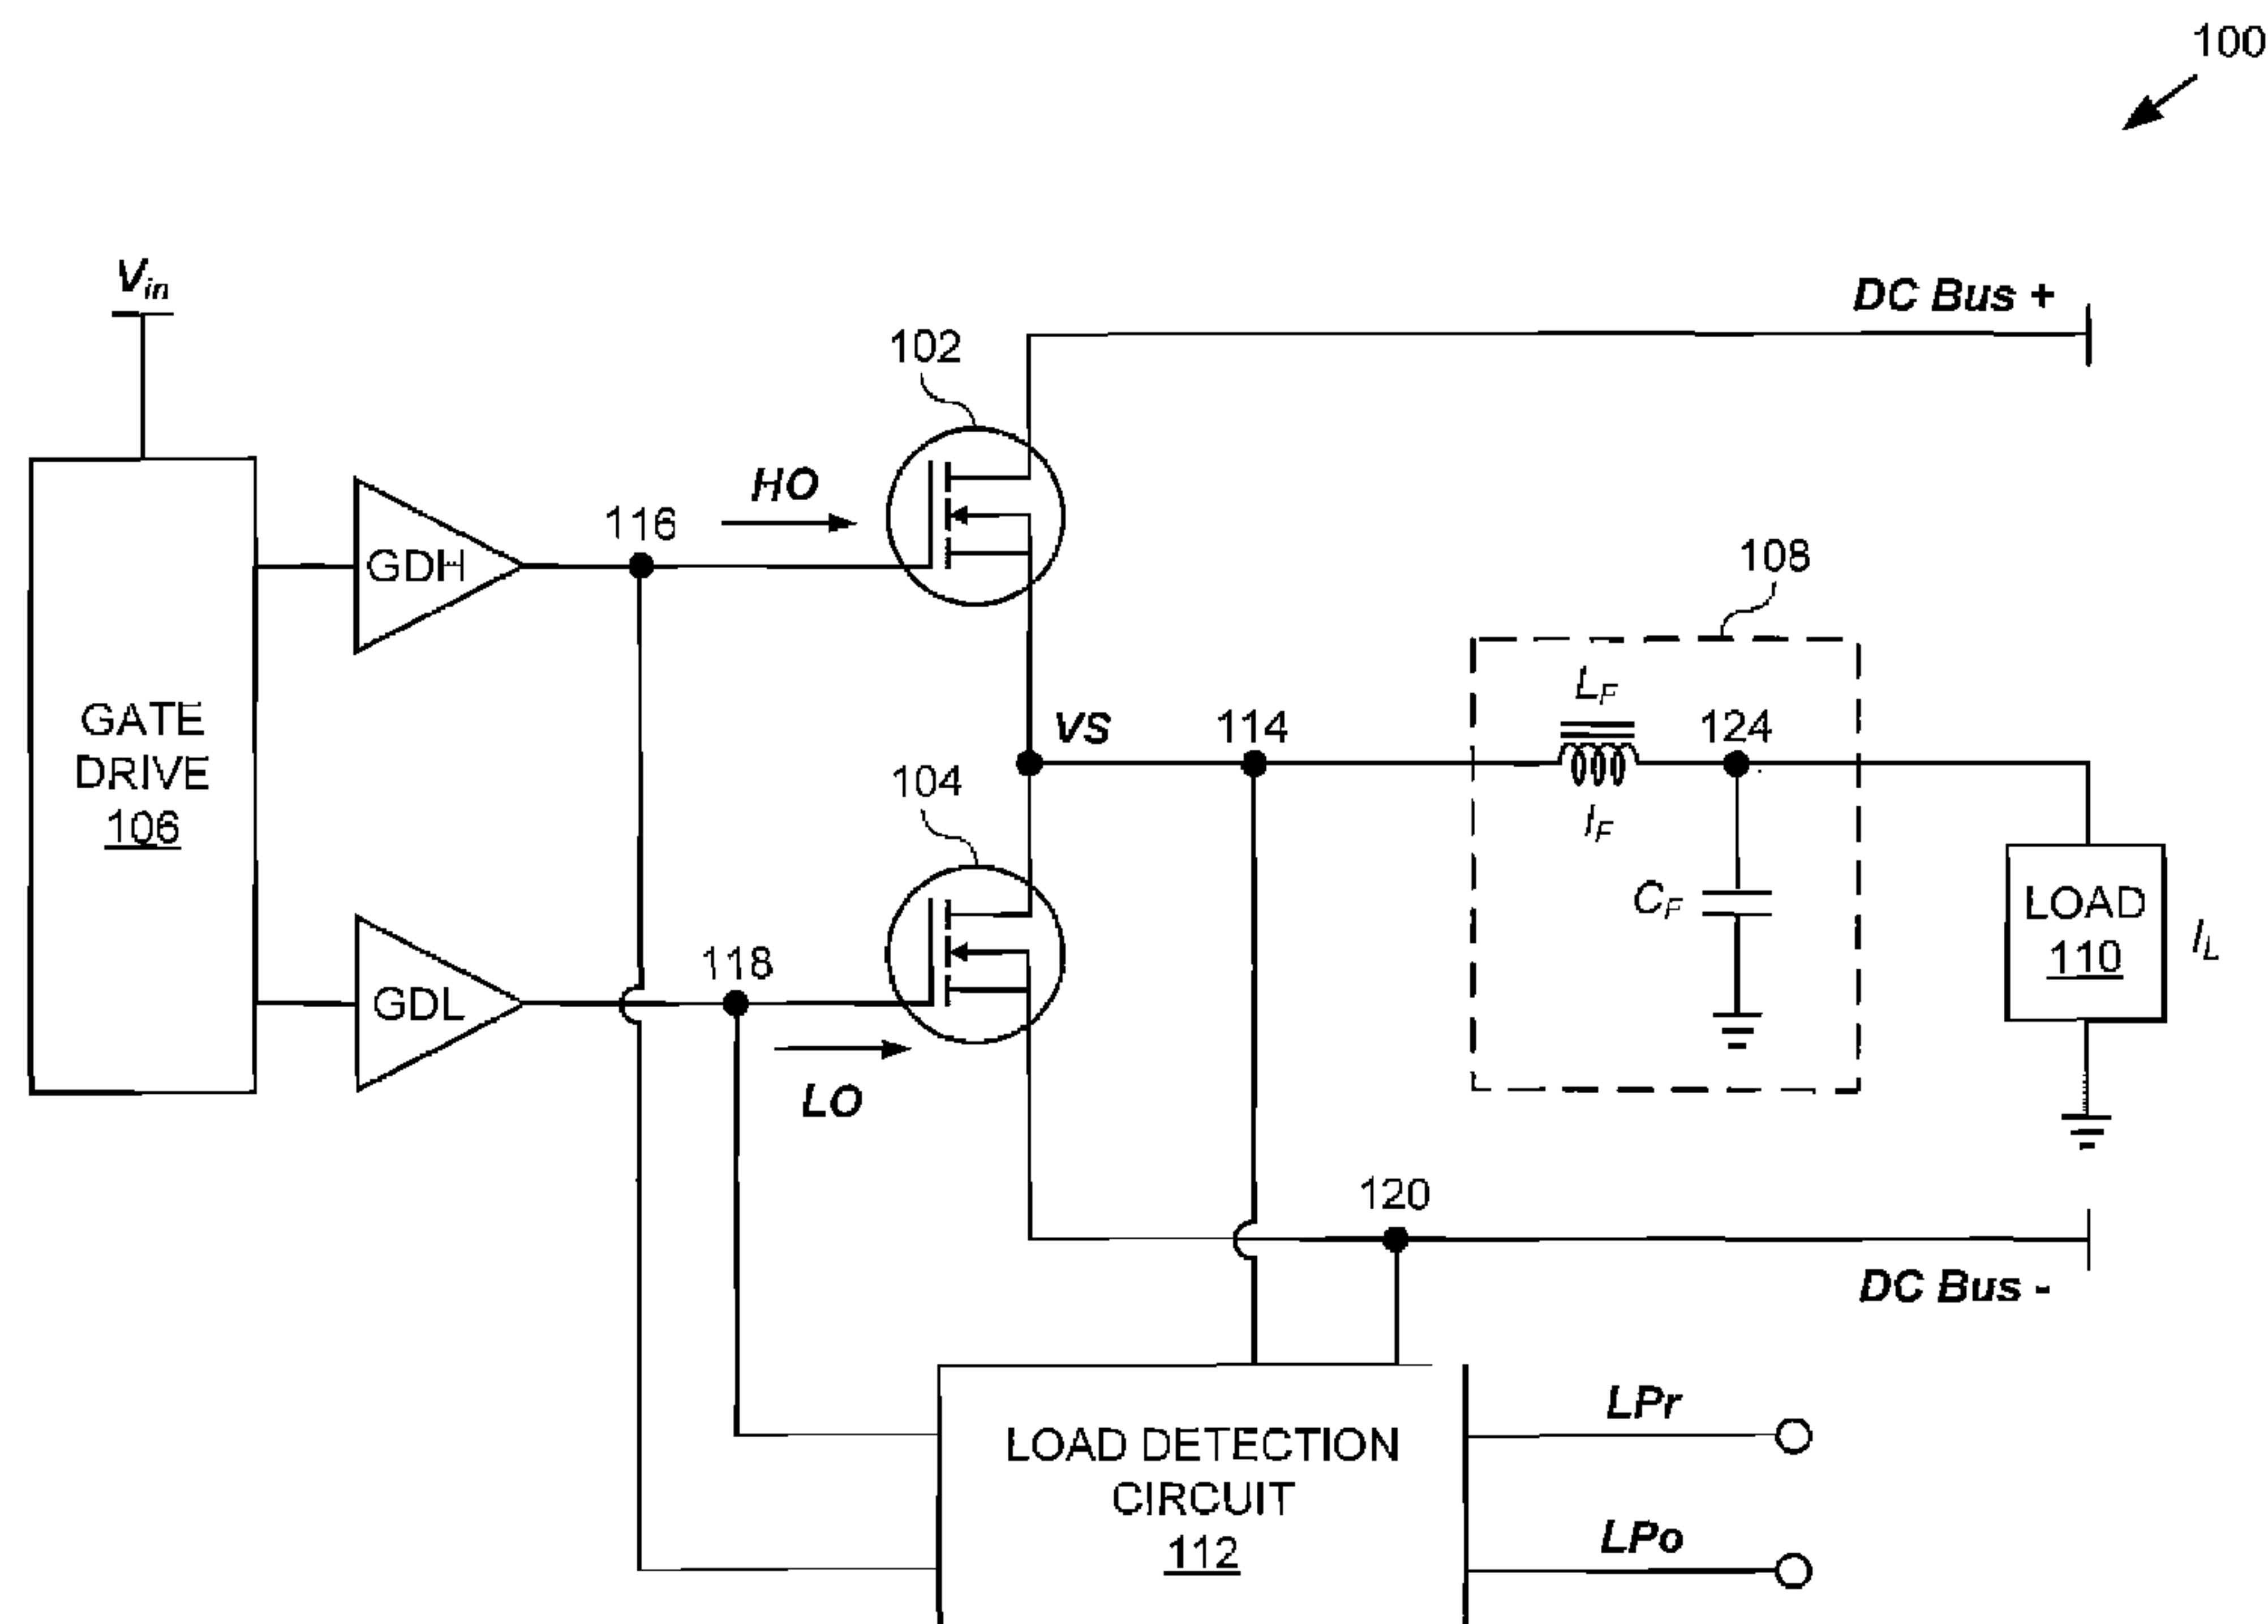 100
Vin
DC Bus +
102
HO
116
GDH
108
LF
GATE
DRIVE
106
VS
114
124
104
IF
CF
LOAD
110
IL
118
GDL
LO
120
DC Bus -
LPr
LOAD DETECTION
CIRCUIT
112
LPo